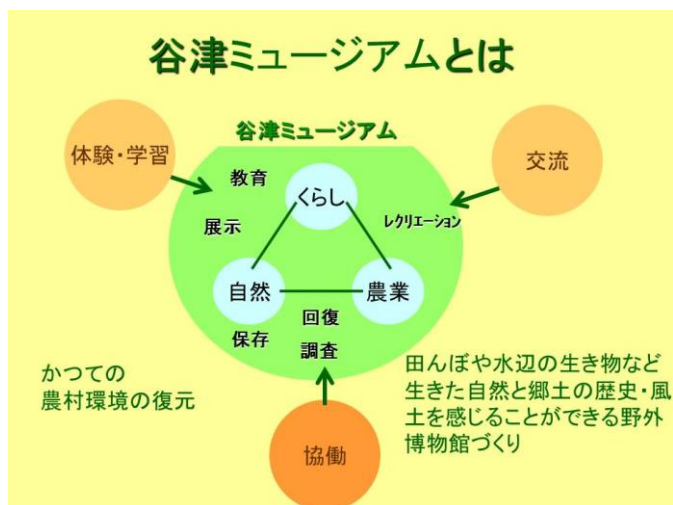 谷津ミュージアムとは
谷津ミュージアム
体験・学習
交流
教育
くらし
展示
レクリエーション
自然
農業
保存
回復
調査
かつての
農村環境の復元
田んぼや水辺の生き物など
生きた自然と郷土の歴史・風
土を感じることができる野外
博物館づくり
協働